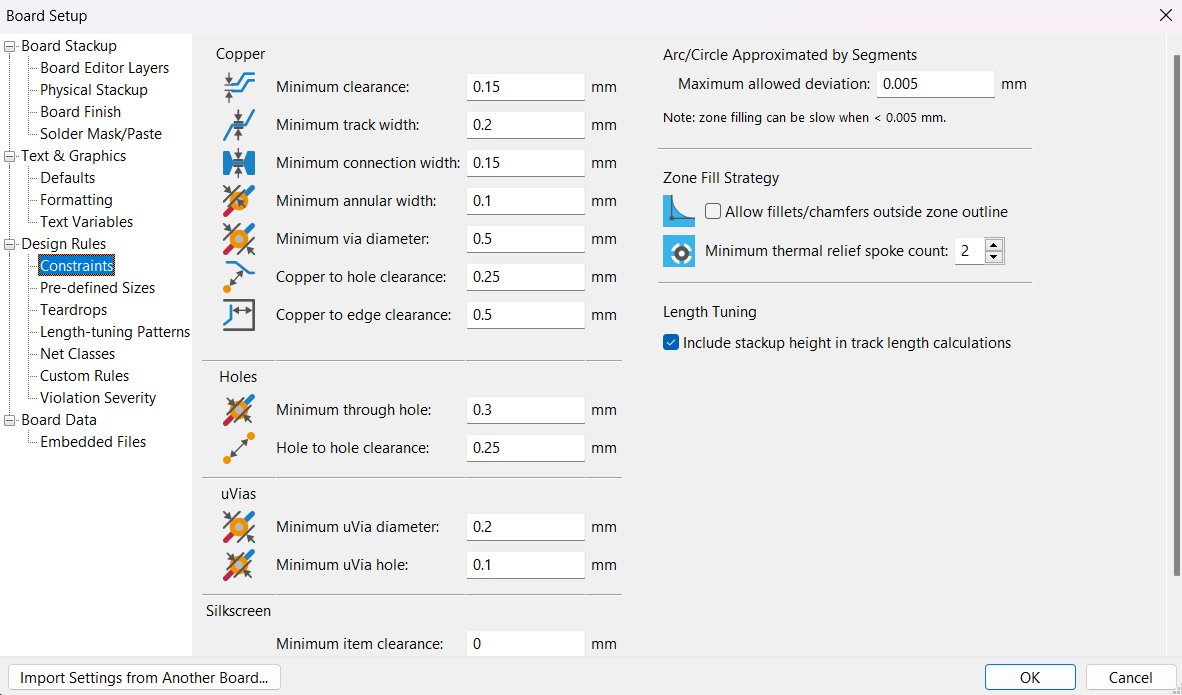 Board Setup
Board Stackup
Board Editor Layers
Physical Stackup
Board Finish
Solder Mask/Paste
Text & Graphics
Defaults
Formatting
Text Variables
Design Rules
Constraints
Pre-defined Sizes
Teardrops
Length-tuning Patterns
Net Classes
Custom Rules
Violation Severity
Board Data
Embedded Files
Copper
Minimum clearance: 0.15 mm
Minimum track width: 0.2 mm
Minimum connection width: 0.15 mm
Minimum annular width: 0.1 mm
Minimum via diameter: 0.5 mm
Copper to hole clearance: 0.25 mm
Copper to edge clearance: 0.5 mm
Holes
Minimum through hole: 0.3 mm
Hole to hole clearance: 0.25 mm
uVias
Minimum uVia diameter: 0.2 mm
Minimum uVia hole: 0.1 mm
Silkscreen
Minimum item clearance: 0 mm
Arc/Circle Approximated by Segments
Maximum allowed deviation: 0.005 mm
Note: zone filling can be slow when < 0.005 mm.
Zone Fill Strategy
Allow fillets/chamfers outside zone outline
Minimum thermal relief spoke count: 2
Length Tuning
Include stackup height in track length calculations
Import Settings from Another Board...
OK
Cancel